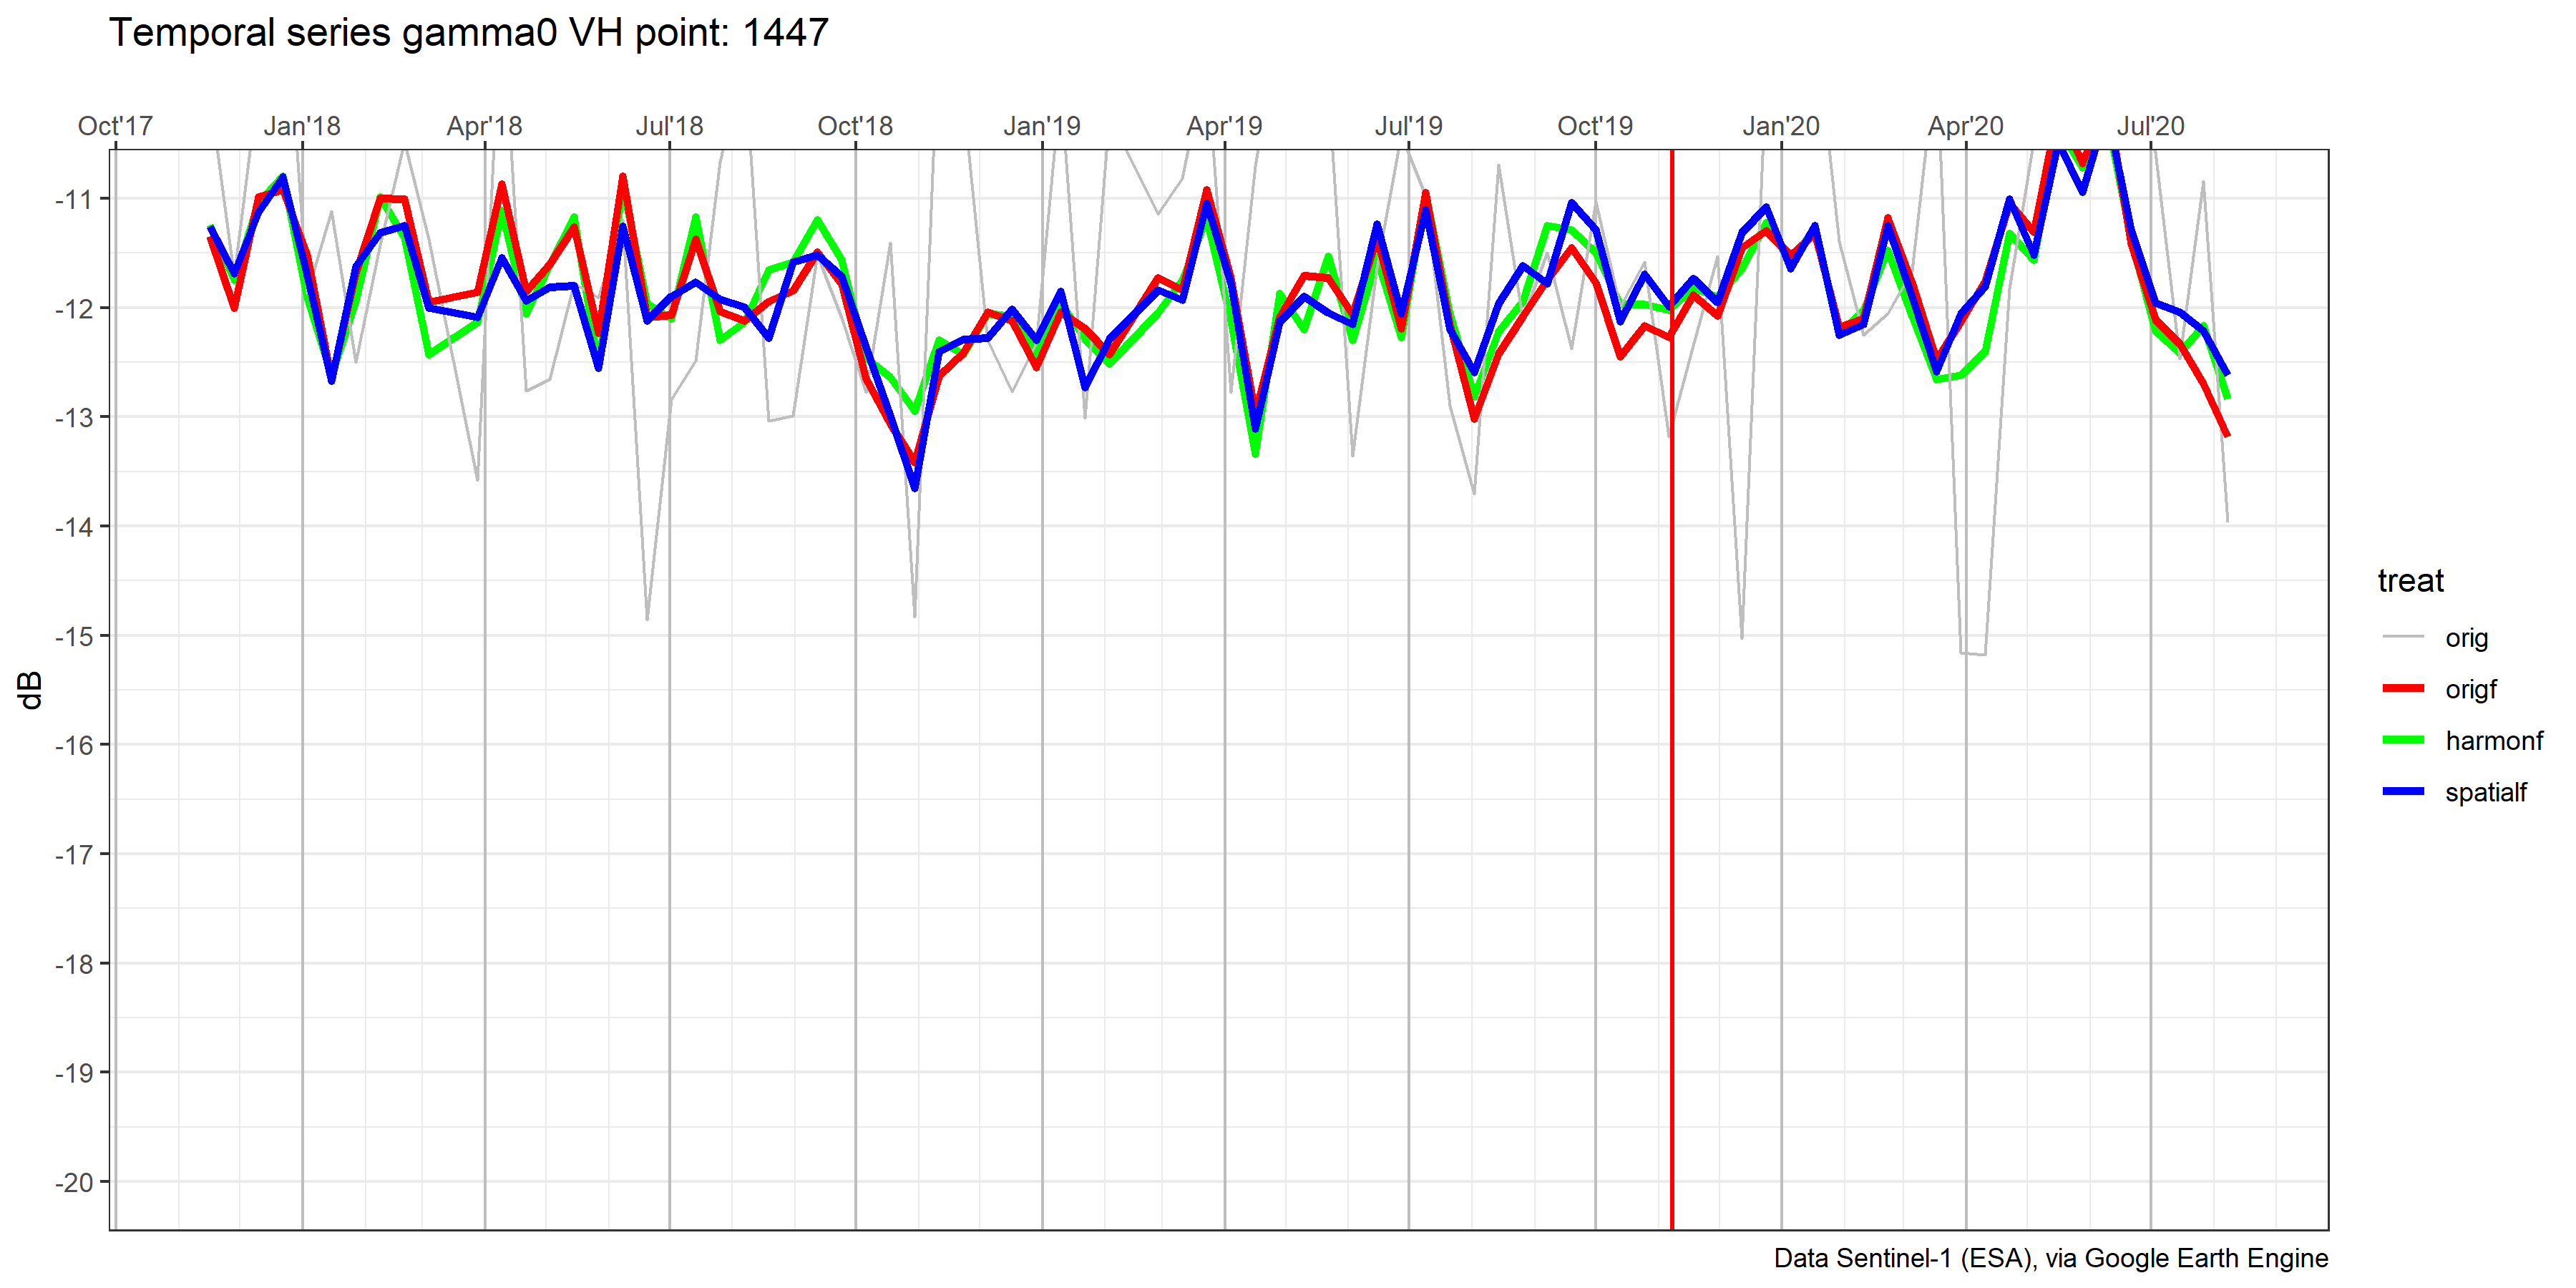 Temporal series gamma0 VH point: 1447
Oct'17 Jan'18 Apr'18 Jul'18 Oct'18 Jan'19 Apr'19 Jul'19 Oct'19 Jan'20 Apr'20 Jul'20
-11
-12
-13
-14
-15
-16
-17
-18
-19
-20
dB
treat
orig
origf
harmonf
spatialf
Data Sentinel-1 (ESA), via Google Earth Engine